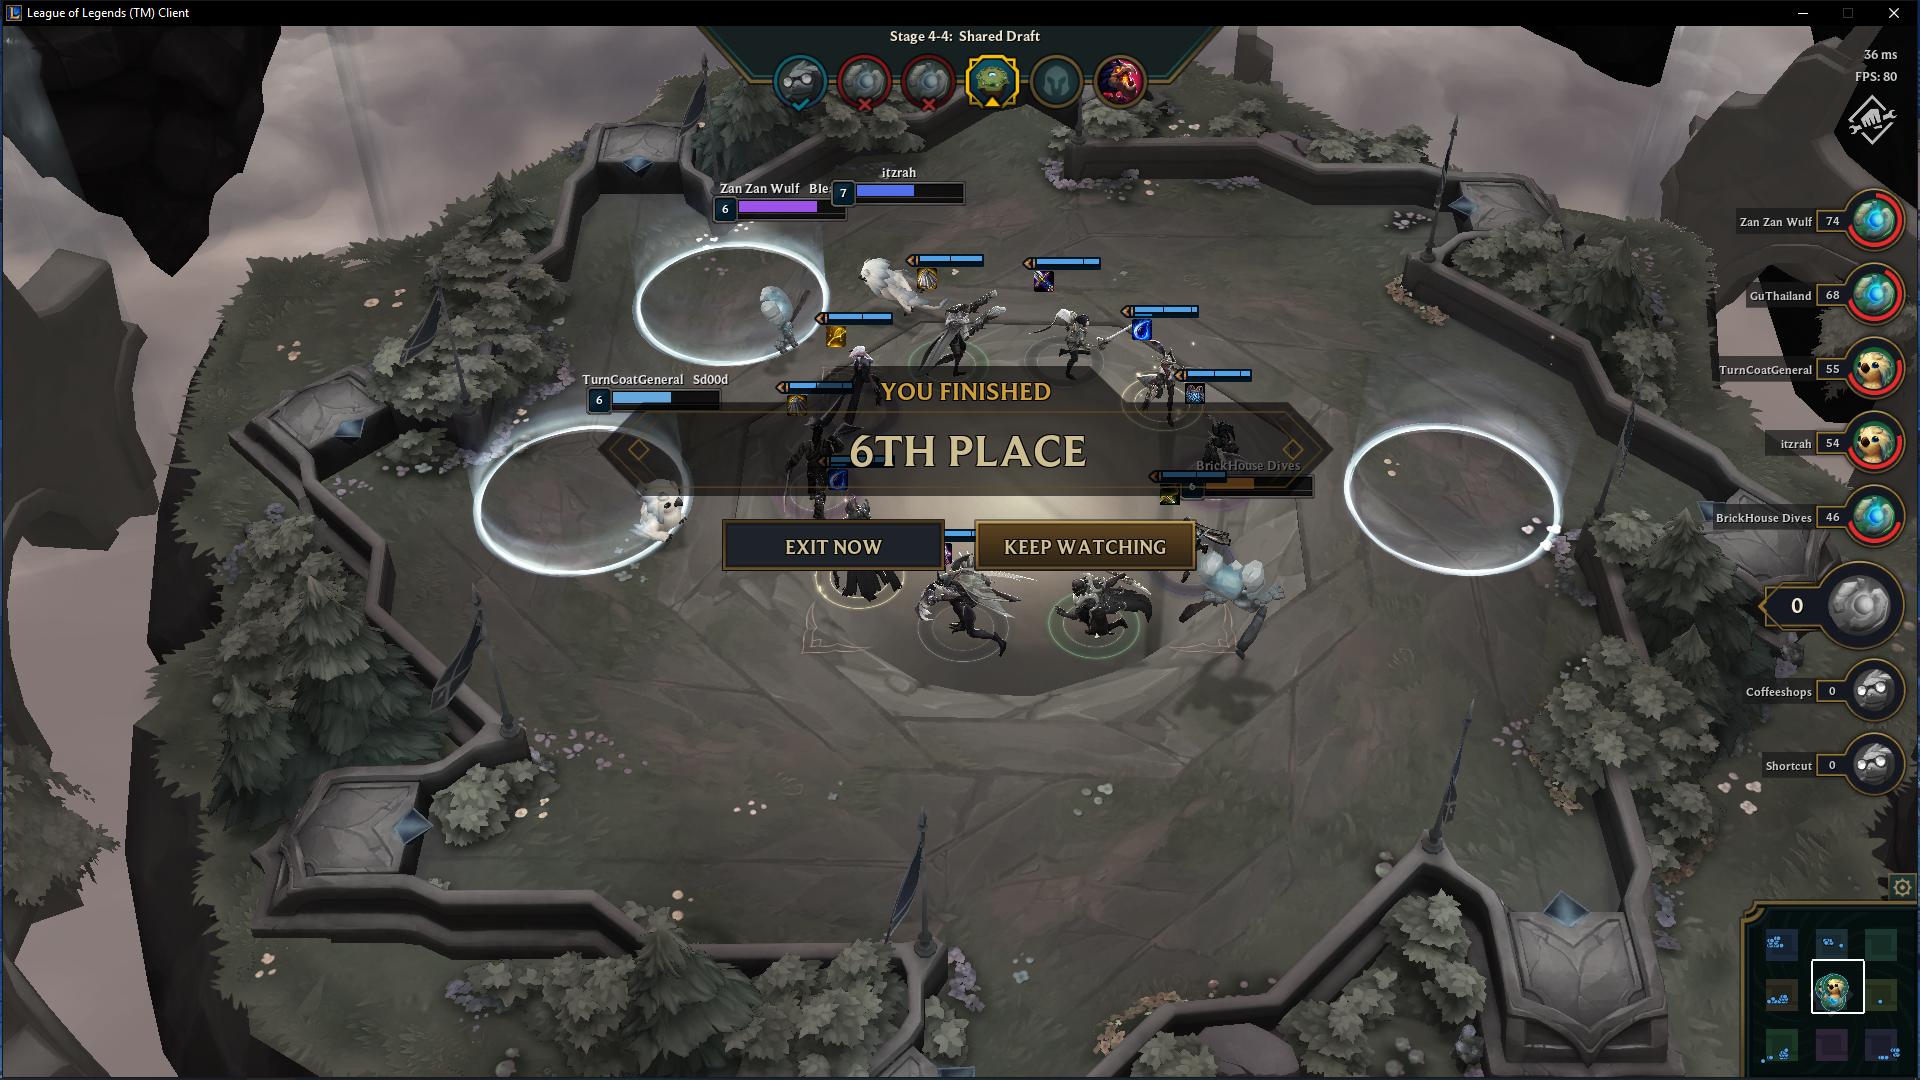 League of Legends (TM) Client
Stage 4-4: Shared Draft
36 ms
FPS: 80
itzrah
7
Zan Zan Wulf Ble
6
Zan Zan Wulf 74
GuThailand 68
TurnCoatGeneral 55
TurnCoatGeneral Sd00d
6
YOU FINISHED
6TH PLACE
itzrah 54
BrickHouse Dives
6
BrickHouse Dives 46
EXIT NOW
KEEP WATCHING
0
Coffeeshops 0
Shortcut 0